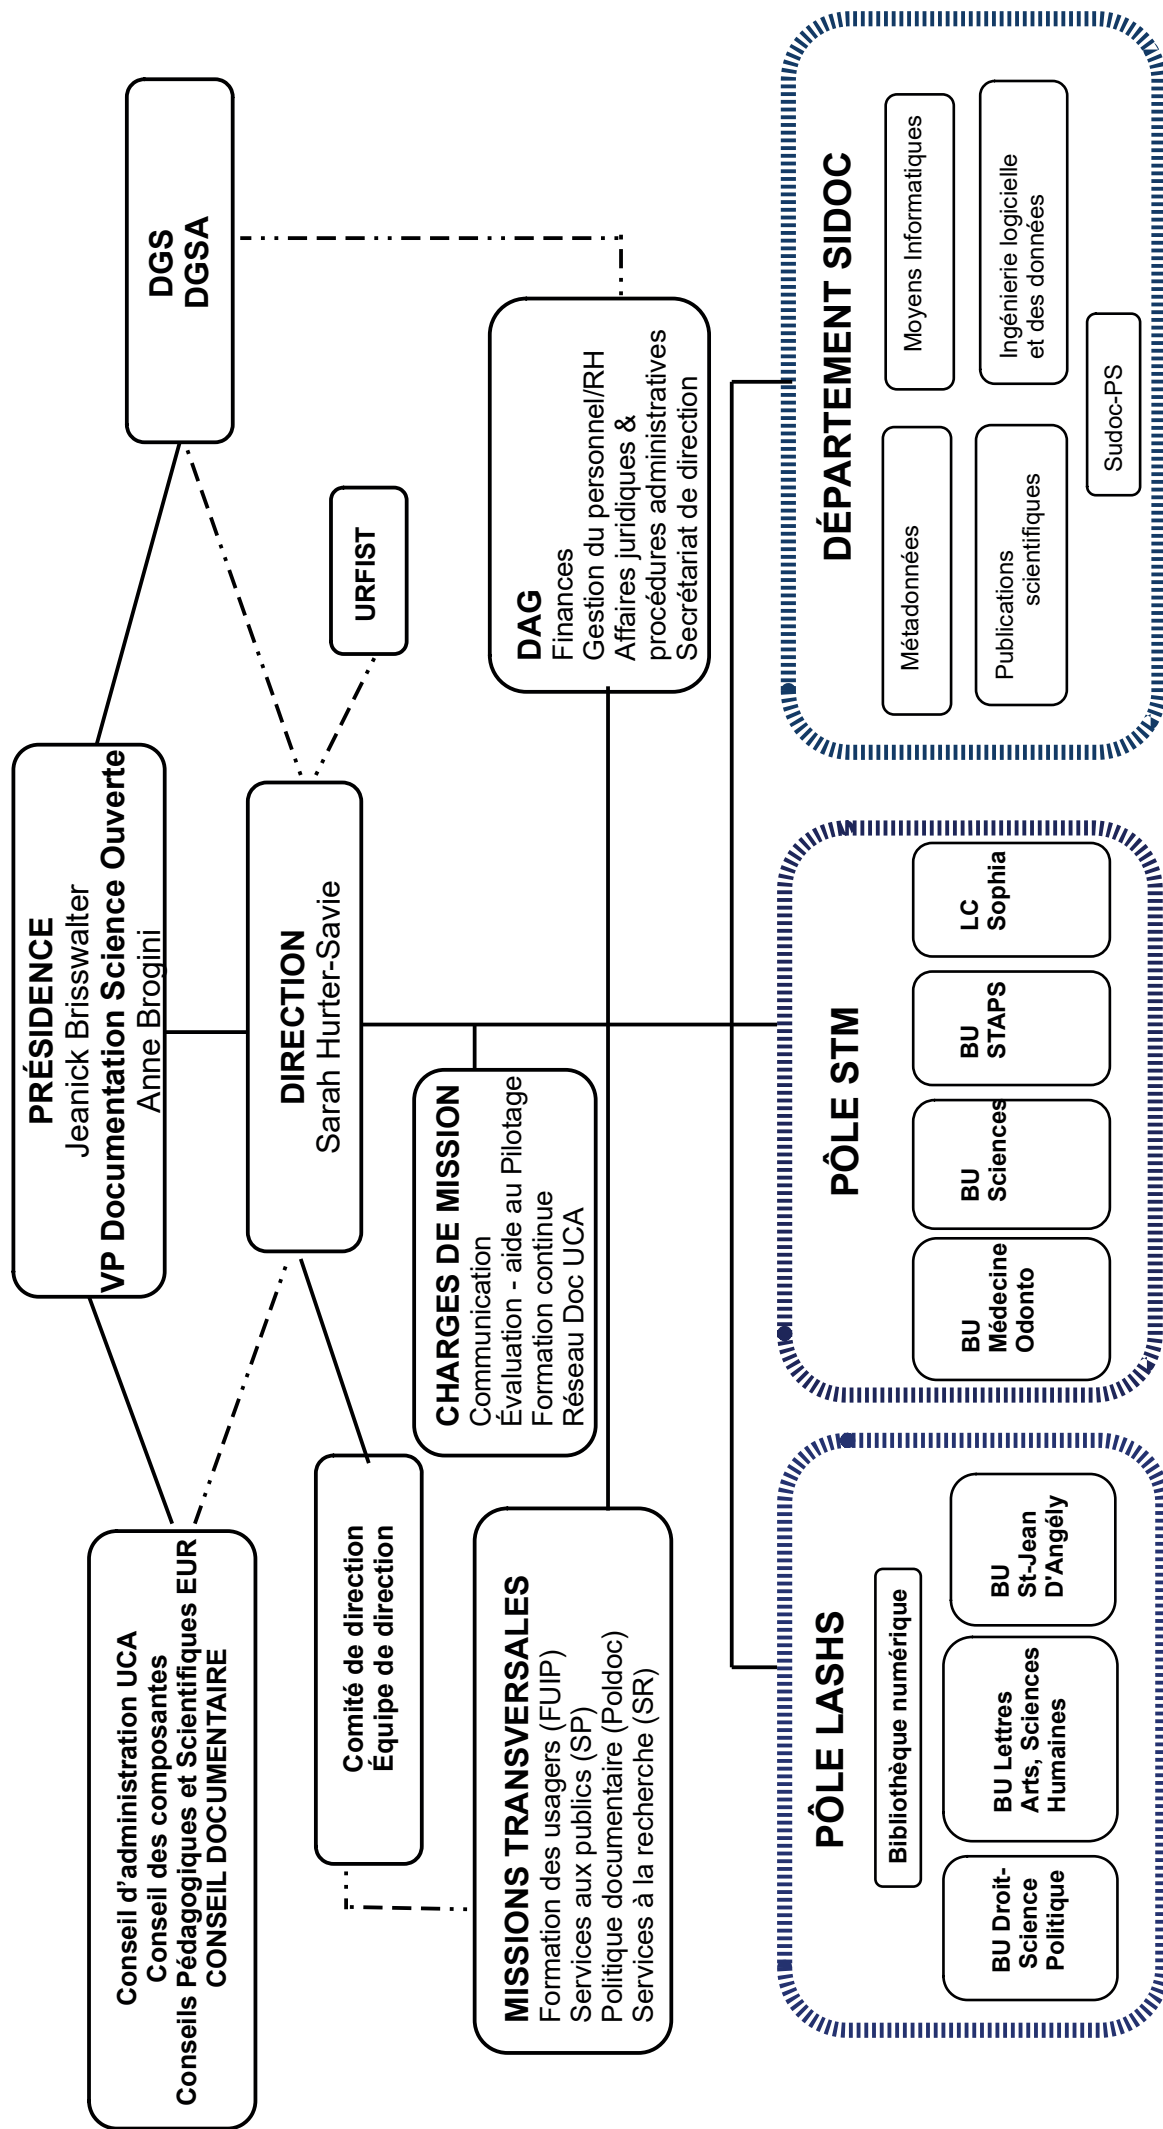 PRÉSIDENCE
Jeanick Brisswalter
VP Documentation Science Ouverte
Anne Brogini
Conseil d’administration UCA
Conseil des composantes
Conseils Pédagogiques et Scientifiques EUR
CONSEIL DOCUMENTAIRE
DGS
DGSA
DIRECTION
Sarah Hurter-Savie
Comité de direction
Équipe de direction
URFIST
CHARGES DE MISSION
Communication
Évaluation - aide au Pilotage
Formation continue
Réseau Doc UCA
MISSIONS TRANSVERSALES
Formation des usagers (FUIP)
Services aux publics (SP)
Politique documentaire (Poldoc)
Services à la recherche (SR)
DAG
Finances
Gestion du personnel/RH
Affaires juridiques &
procédures administratives
Secrétariat de direction
PÔLE LASHS
Bibliothèque numérique
BU Droit-
Science
Politique
BU Lettres
Arts, Sciences
Humaines
BU
St-Jean
D'Angély
PÔLE STM
BU
Médecine
Odonto
BU
Sciences
BU
STAPS
LC
Sophia
DÉPARTEMENT SIDOC
Métadonnées
Moyens Informatiques
Publications
scientifiques
Ingénierie logicielle
et des données
Sudoc-PS